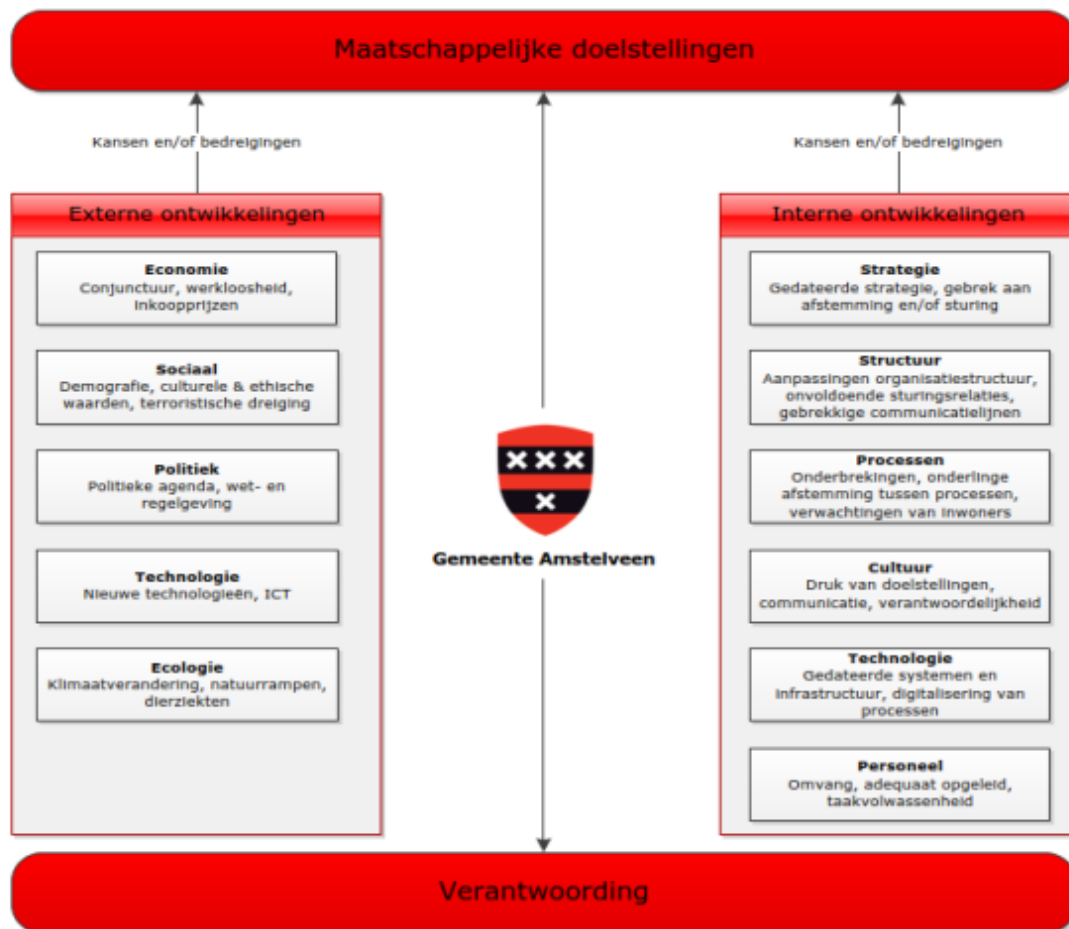 Maatschappelijke doelstellingen
Kansen en/of bedreigingen
Kansen en/of bedreigingen
Externe ontwikkelingen
Economie
Conjunctuur, werkloosheid,
inkoopprijzen
Sociaal
Demografie, culturele & ethische
waarden, terroristische dreiging
Politiek
Politieke agenda, wet- en
regelgeving
Technologie
Nieuwe technologieën, ICT
Ecologie
Klimaatverandering, natuurrampen,
dierziekten
Gemeente Amstelveen
Interne ontwikkelingen
Strategie
Gedateerde strategie, gebrek aan
afstemming en/of sturing
Structuur
Aanpassingen organisatiestructuur,
onvoldoende sturingsrelaties,
gebrekkige communicatielijnen
Processen
Onderbrekingen, onderlinge
afstemming tussen processen,
verwachtingen van inwoners
Cultuur
Druk van doelstellingen,
communicatie, verantwoordelijkheid
Technologie
Gedateerde systemen en
infrastructuur, digitalisering van
processen
Personeel
Omvang, adequaat opgeleid,
taakvolwassenheid
Verantwoording